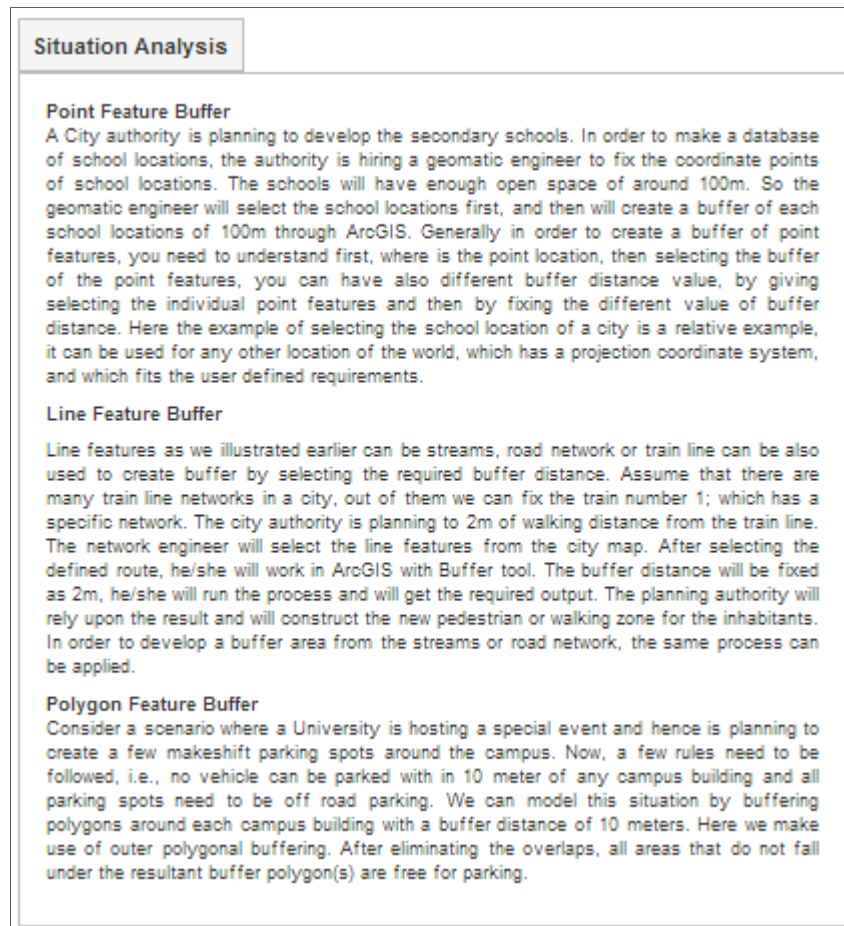 Situation Analysis
Point Feature Buffer
A City authority is planning to develop the secondary schools. In order to make a database
of school locations, the authority is hiring a geomatic engineer to fix the coordinate points
of school locations. The schools will have enough open space of around 100m. So the
geomatic engineer will select the school locations first, and then will create a buffer of each
school locations of 100m through ArcGIS. Generally in order to create a buffer of point
features, you need to understand first, where is the point location, then selecting the buffer
of the point features, you can have also different buffer distance value, by giving
selecting the individual point features and then by fixing the different value of buffer
distance. Here the example of selecting the school location of a city is a relative example,
it can be used for any other location of the world, which has a projection coordinate system,
and which fits the user defined requirements.
Line Feature Buffer
Line features as we illustrated earlier can be streams, road network or train line can be also
used to create buffer by selecting the required buffer distance. Assume that there are
many train line networks in a city, out of them we can fix the train number 1; which has a
specific network. The city authority is planning to 2m of walking distance from the train line.
The network engineer will select the line features from the city map. After selecting the
defined route, he/she will work in ArcGIS with Buffer tool. The buffer distance will be fixed
as 2m, he/she will run the process and will get the required output. The planning authority will
rely upon the result and will construct the new pedestrian or walking zone for the inhabitants.
In order to develop a buffer area from the streams or road network, the same process can
be applied.
Polygon Feature Buffer
Consider a scenario where a University is hosting a special event and hence is planning to
create a few makeshift parking spots around the campus. Now, a few rules need to be
followed, i.e., no vehicle can be parked with in 10 meter of any campus building and all
parking spots need to be off road parking. We can model this situation by buffering
polygons around each campus building with a buffer distance of 10 meters. Here we make
use of outer polygonal buffering. After eliminating the overlaps, all areas that do not fall
under the resultant buffer polygon(s) are free for parking.